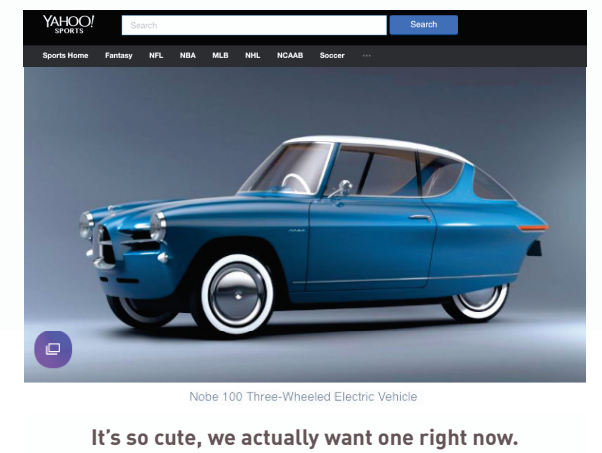 YAHOO!
SPORTS
Search
Search
Sports Home Fantasy NFL NBA MLB NHL NCAAB Soccer ...
Nobe 100 Three-Wheeled Electric Vehicle
It's so cute, we actually want one right now.